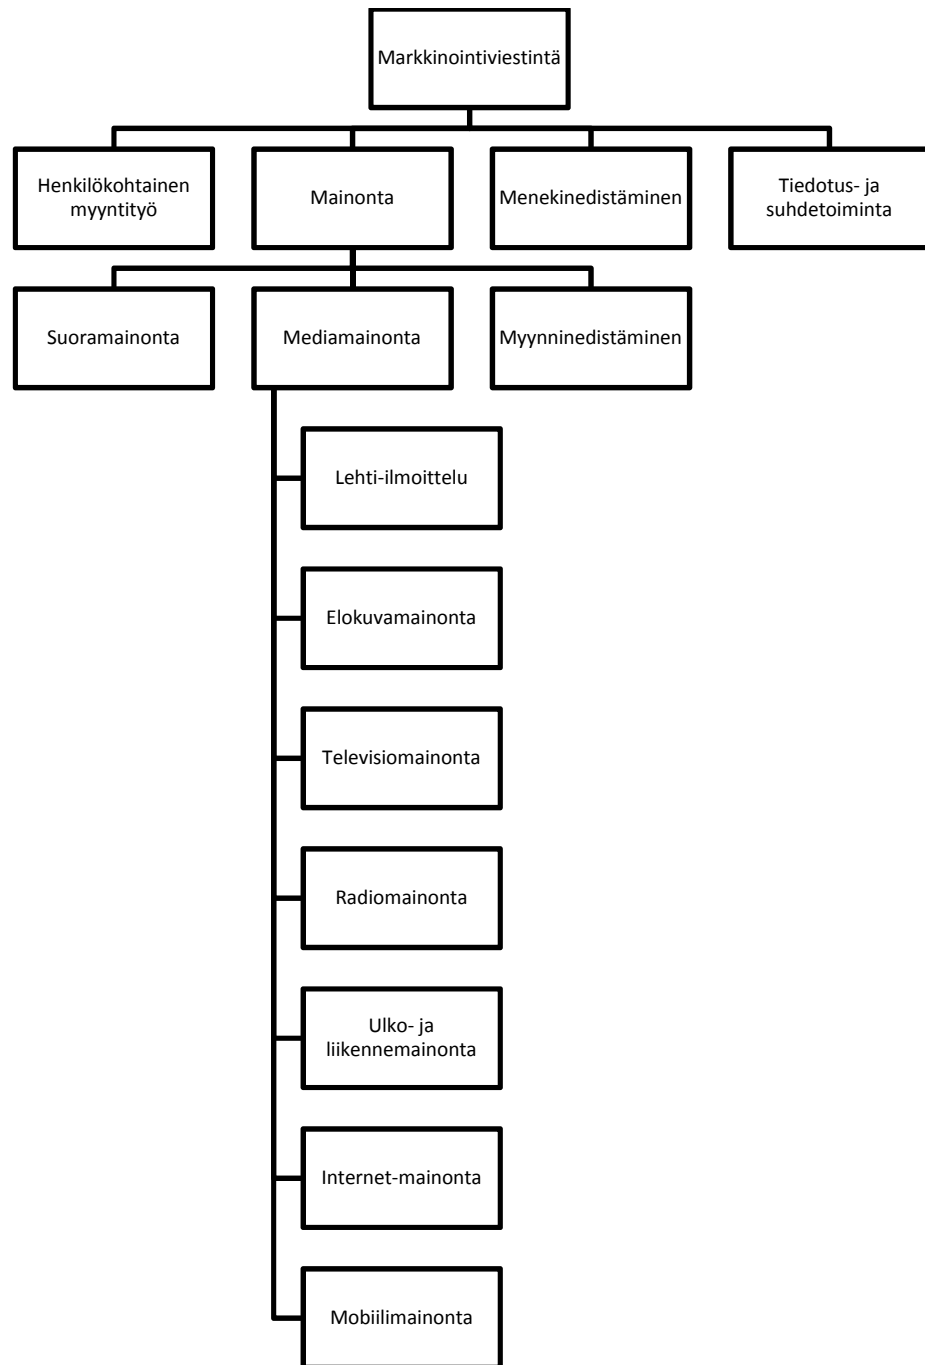 Markkinointiviestintä
Henkilökohtainen
myyntityö
Mainonta
Menekinedistäminen
Tiedotus- ja
suhdetoiminta
Suoramainonta
Mediamainonta
Myynninedistäminen
Lehti-ilmoittelu
Elokuvamainonta
Televisiomainonta
Radiomainonta
Ulko- ja
liikennemainonta
Internet-mainonta
Mobiilimainonta